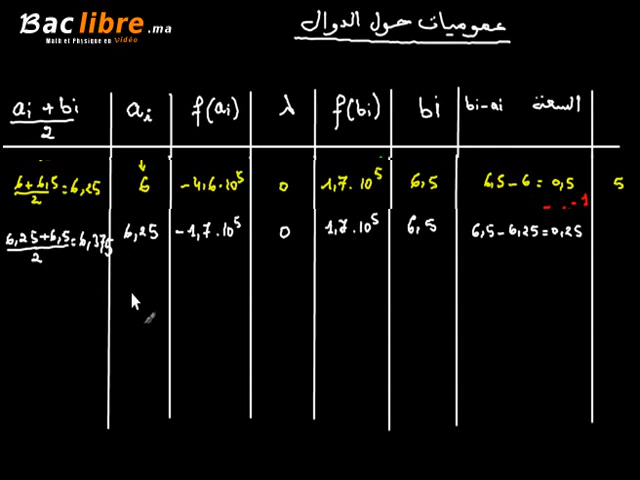 Bac libre.ma
Math et Physique en Vidéo
عموميات حول الدوال
ai + bi / 2 ai f(ai) λ f(bi) bi bi-ai السعة
6+6,5 / 2 = 6,25 6 -4,6.10^5 0 1,7.10^5 6,5 6,5-6 = 0,5 5
- . -1
6,25+6,5 / 2 = 6,375 6,25 -1,7.10^5 0 1,7.10^5 6,5 6,5-6,25=0,25